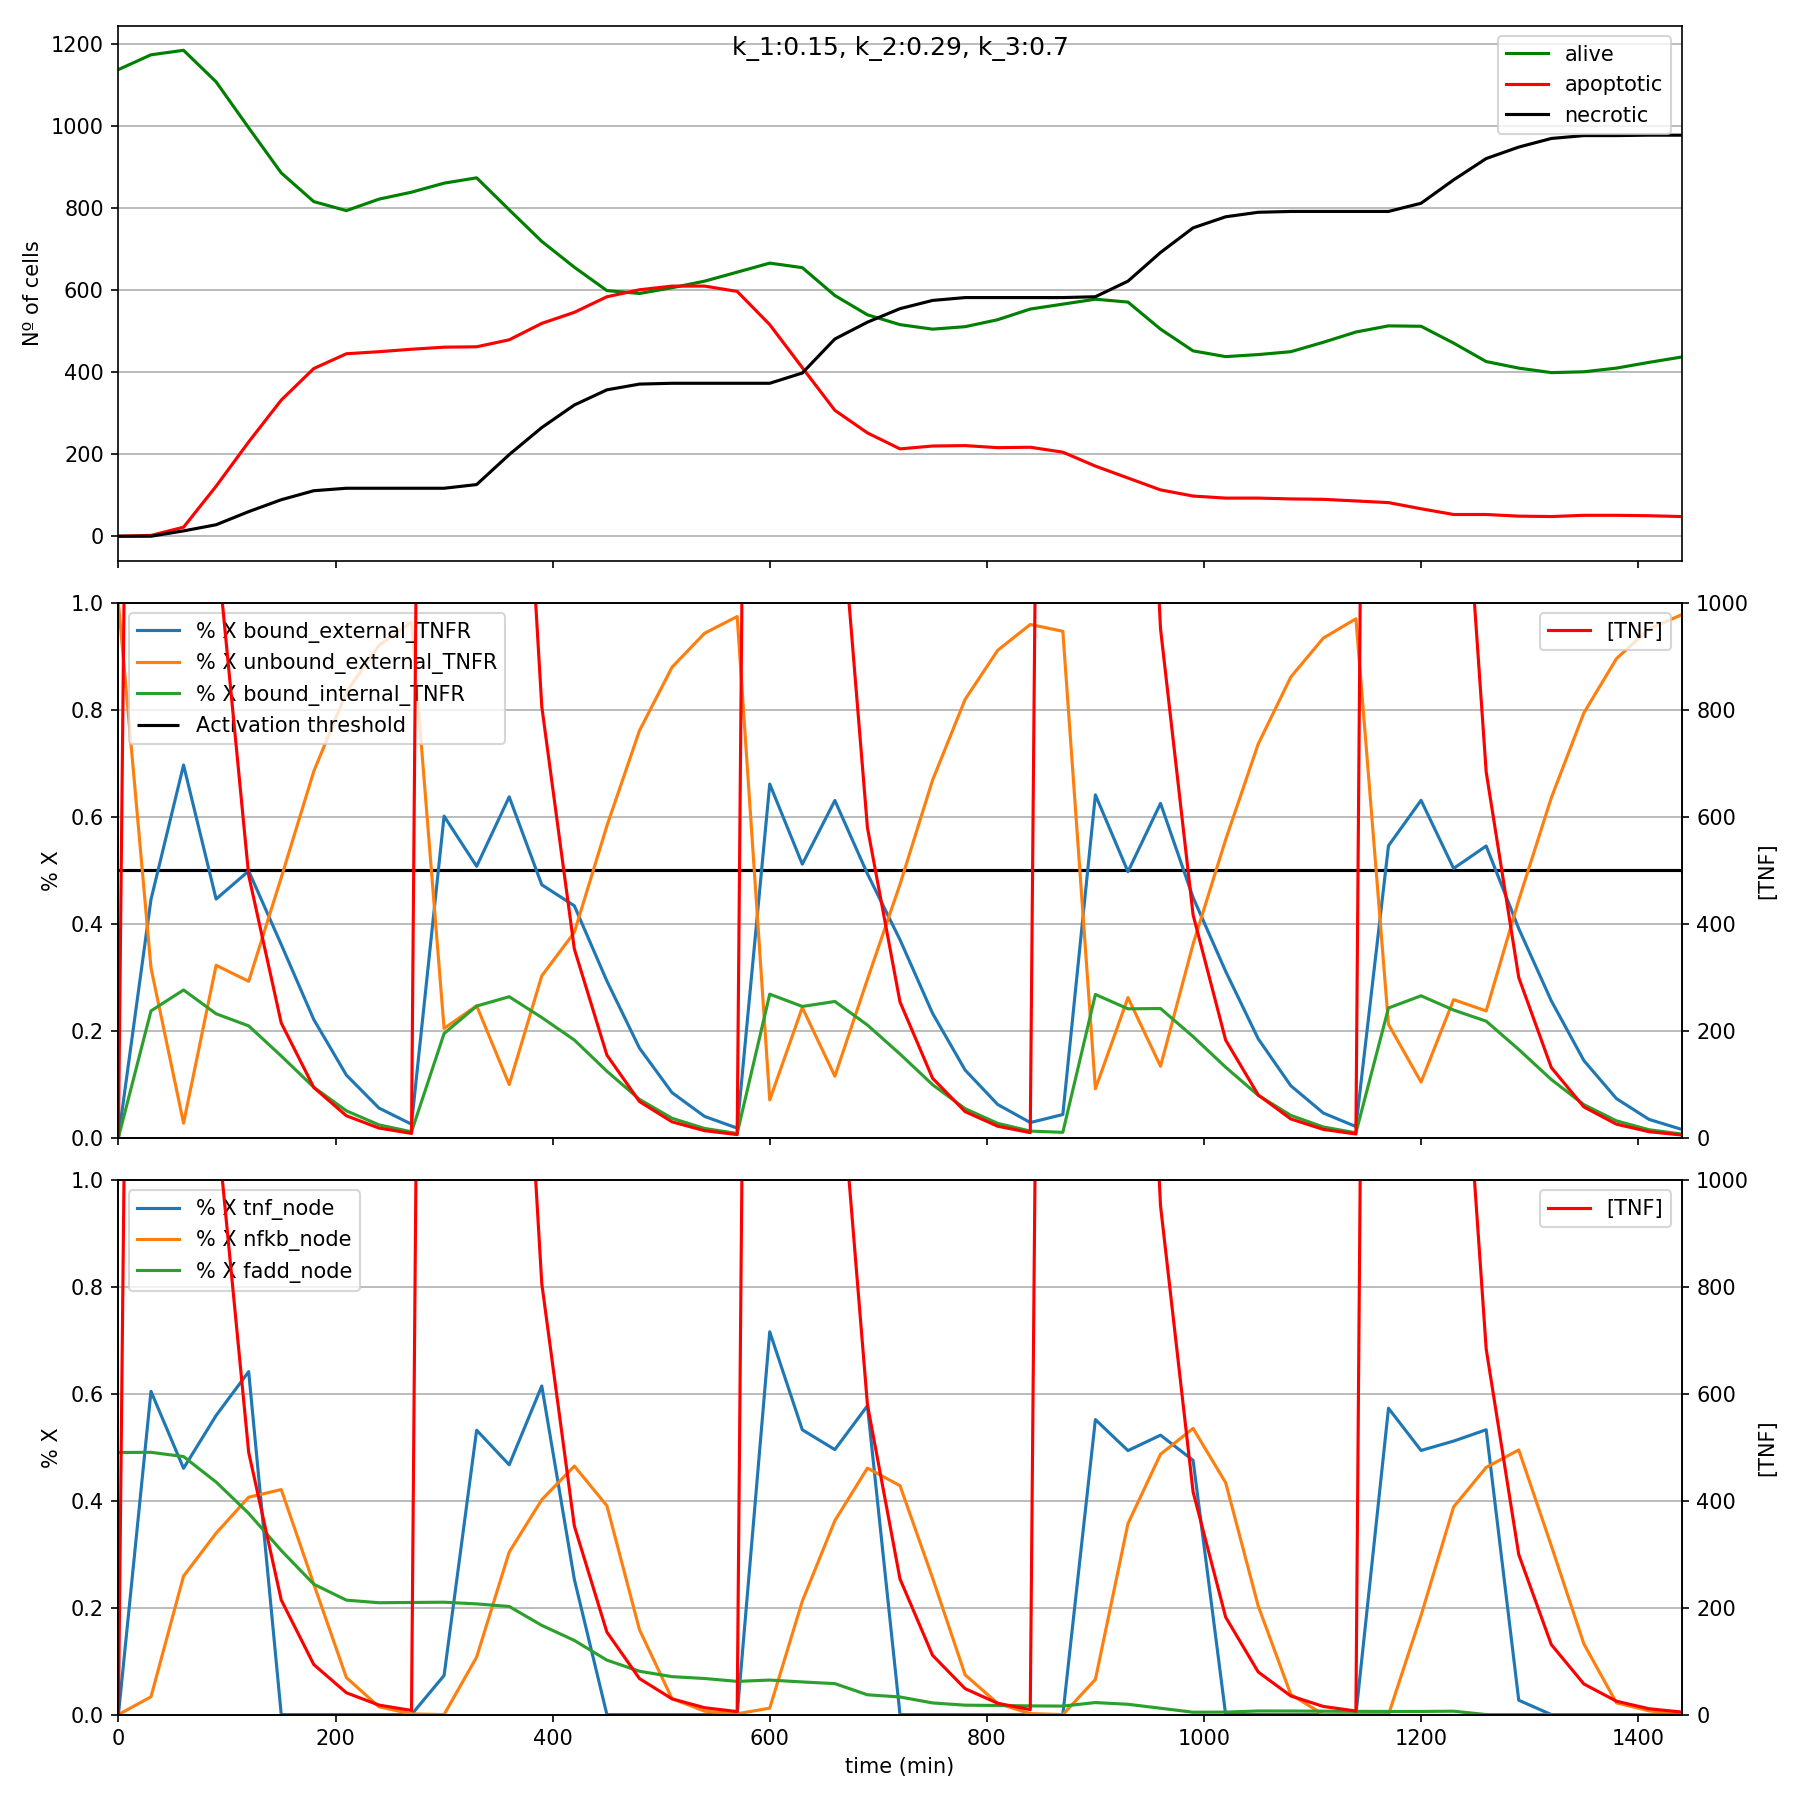 k_1:0.15, k_2:0.29, k_3:0.7
alive
apoptotic
necrotic
1200
1000
800
600
400
200
0
Nº of cells
% X bound_external_TNFR
% X unbound_external_TNFR
% X bound_internal_TNFR
Activation threshold
[TNF]
1.0
0.8
0.6
0.4
0.2
0.0
% X
1000
800
600
400
200
0
[TNF]
% X tnf_node
% X nfkb_node
% X fadd_node
[TNF]
1.0
0.8
0.6
0.4
0.2
0.0
% X
1000
800
600
400
200
0
[TNF]
0 200 400 600 800 1000 1200 1400
time (min)